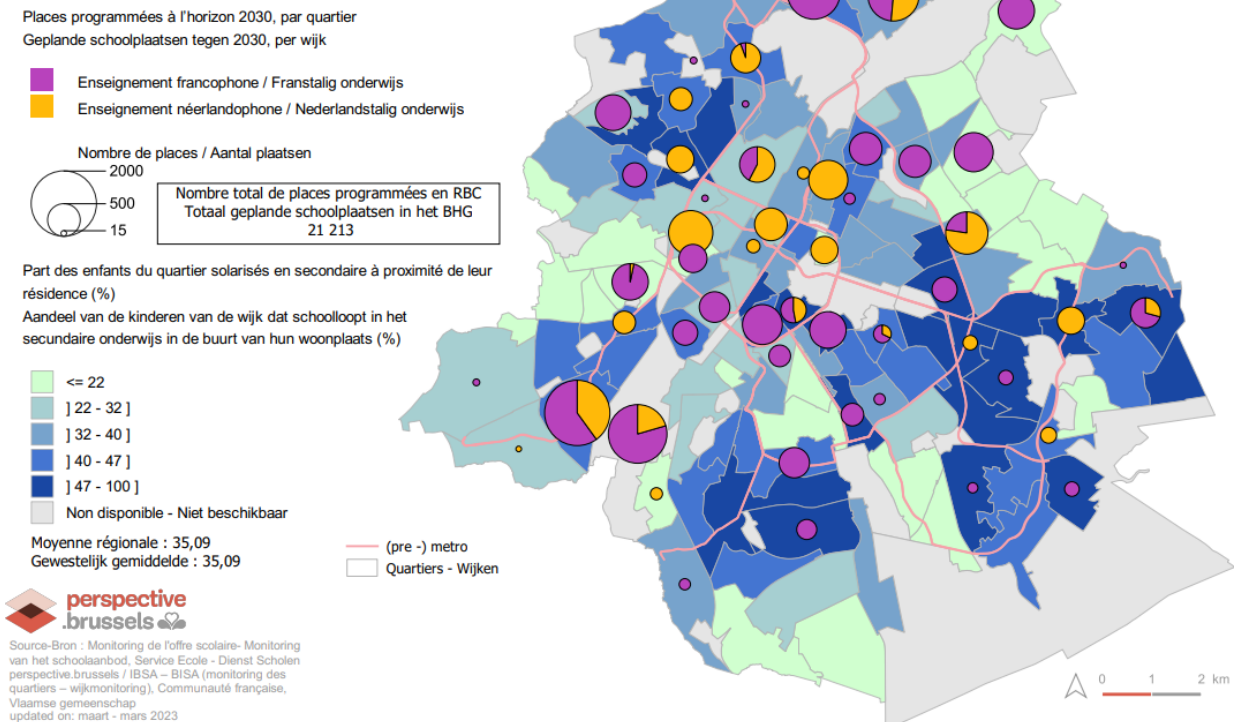 Places programmées à l'horizon 2030, par quartier
Geplande schoolplaatsen tegen 2030, per wijk
Enseignement francophone / Franstalig onderwijs
Enseignement néerlandophone / Nederlandstalig onderwijs
Nombre de places / Aantal plaatsen
2000
500
15
Nombre total de places programmées en RBC
Totaal geplande schoolplaatsen in het BHG
21 213
Part des enfants du quartier solarisés en secondaire à proximité de leur
résidence (%)
Aandeel van de kinderen van de wijk dat schoolloopt in het
secundaire onderwijs in de buurt van hun woonplaats (%)
<= 22
] 22 - 32 ]
] 32 - 40 ]
] 40 - 47 ]
] 47 - 100 ]
Non disponible - Niet beschikbaar
Moyenne régionale : 35,09
Gewestelijk gemiddelde : 35,09
(pre -) metro
Quartiers - Wijken
perspective
.brussels
Source-Bron : Monitoring de l'offre scolaire- Monitoring
van het schoolaanbod, Service Ecole - Dienst Scholen
perspective.brussels / IBSA – BISA (monitoring des
quartiers – wijkmonitoring), Communauté française,
Vlaamse gemeenschap
updated on: maart - mars 2023
0 1 2 km